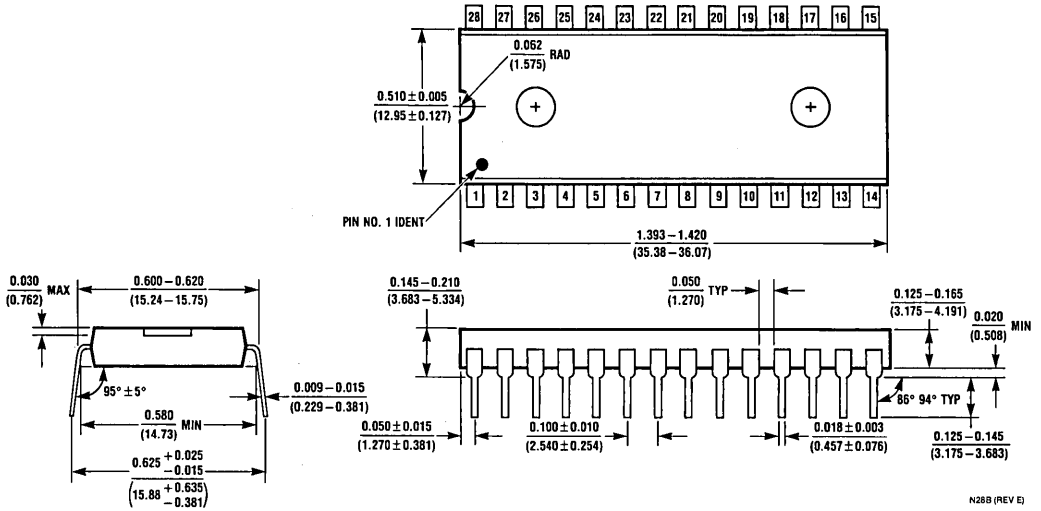 28 27 26 25 24 23 22 21 20 19 18 17 16 15
0.062
(1.575)
RAD
0.510 ± 0.005
(12.95 ± 0.127)
1 2 3 4 5 6 7 8 9 10 11 12 13 14
PIN NO. 1 IDENT
1.393 – 1.420
(35.38 – 36.07)
0.030
(0.762)
MAX
0.600 – 0.620
(15.24 – 15.75)
95° ± 5°
0.009 – 0.015
(0.229 – 0.381)
0.580
(14.73)
MIN
0.625 + 0.025
– 0.015
(15.88 + 0.635
– 0.381)
0.145 – 0.210
(3.683 – 5.334)
0.050
(1.270)
TYP
0.125 – 0.165
(3.175 – 4.191)
0.020
(0.508)
MIN
86° 94° TYP
0.050 ± 0.015
(1.270 ± 0.381)
0.100 ± 0.010
(2.540 ± 0.254)
0.018 ± 0.003
(0.457 ± 0.076)
0.125 – 0.145
(3.175 – 3.683)
N28B (REV E)